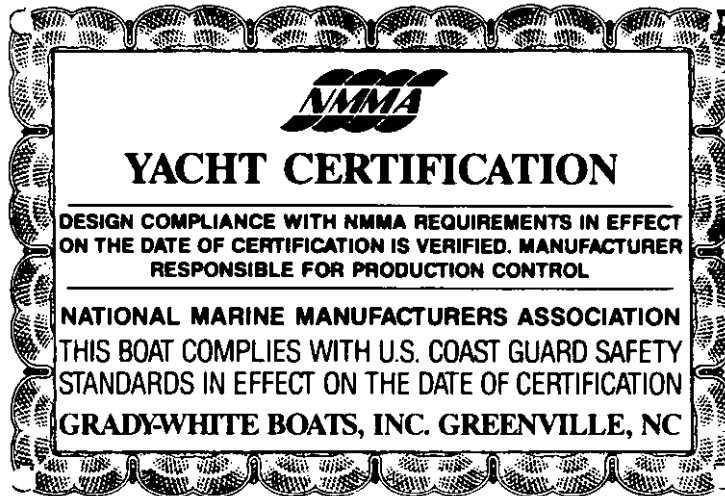 NMMA
YACHT CERTIFICATION
DESIGN COMPLIANCE WITH NMMA REQUIREMENTS IN EFFECT
ON THE DATE OF CERTIFICATION IS VERIFIED. MANUFACTURER
RESPONSIBLE FOR PRODUCTION CONTROL
NATIONAL MARINE MANUFACTURERS ASSOCIATION
THIS BOAT COMPLIES WITH U.S. COAST GUARD SAFETY
STANDARDS IN EFFECT ON THE DATE OF CERTIFICATION
GRADY-WHITE BOATS, INC. GREENVILLE, NC